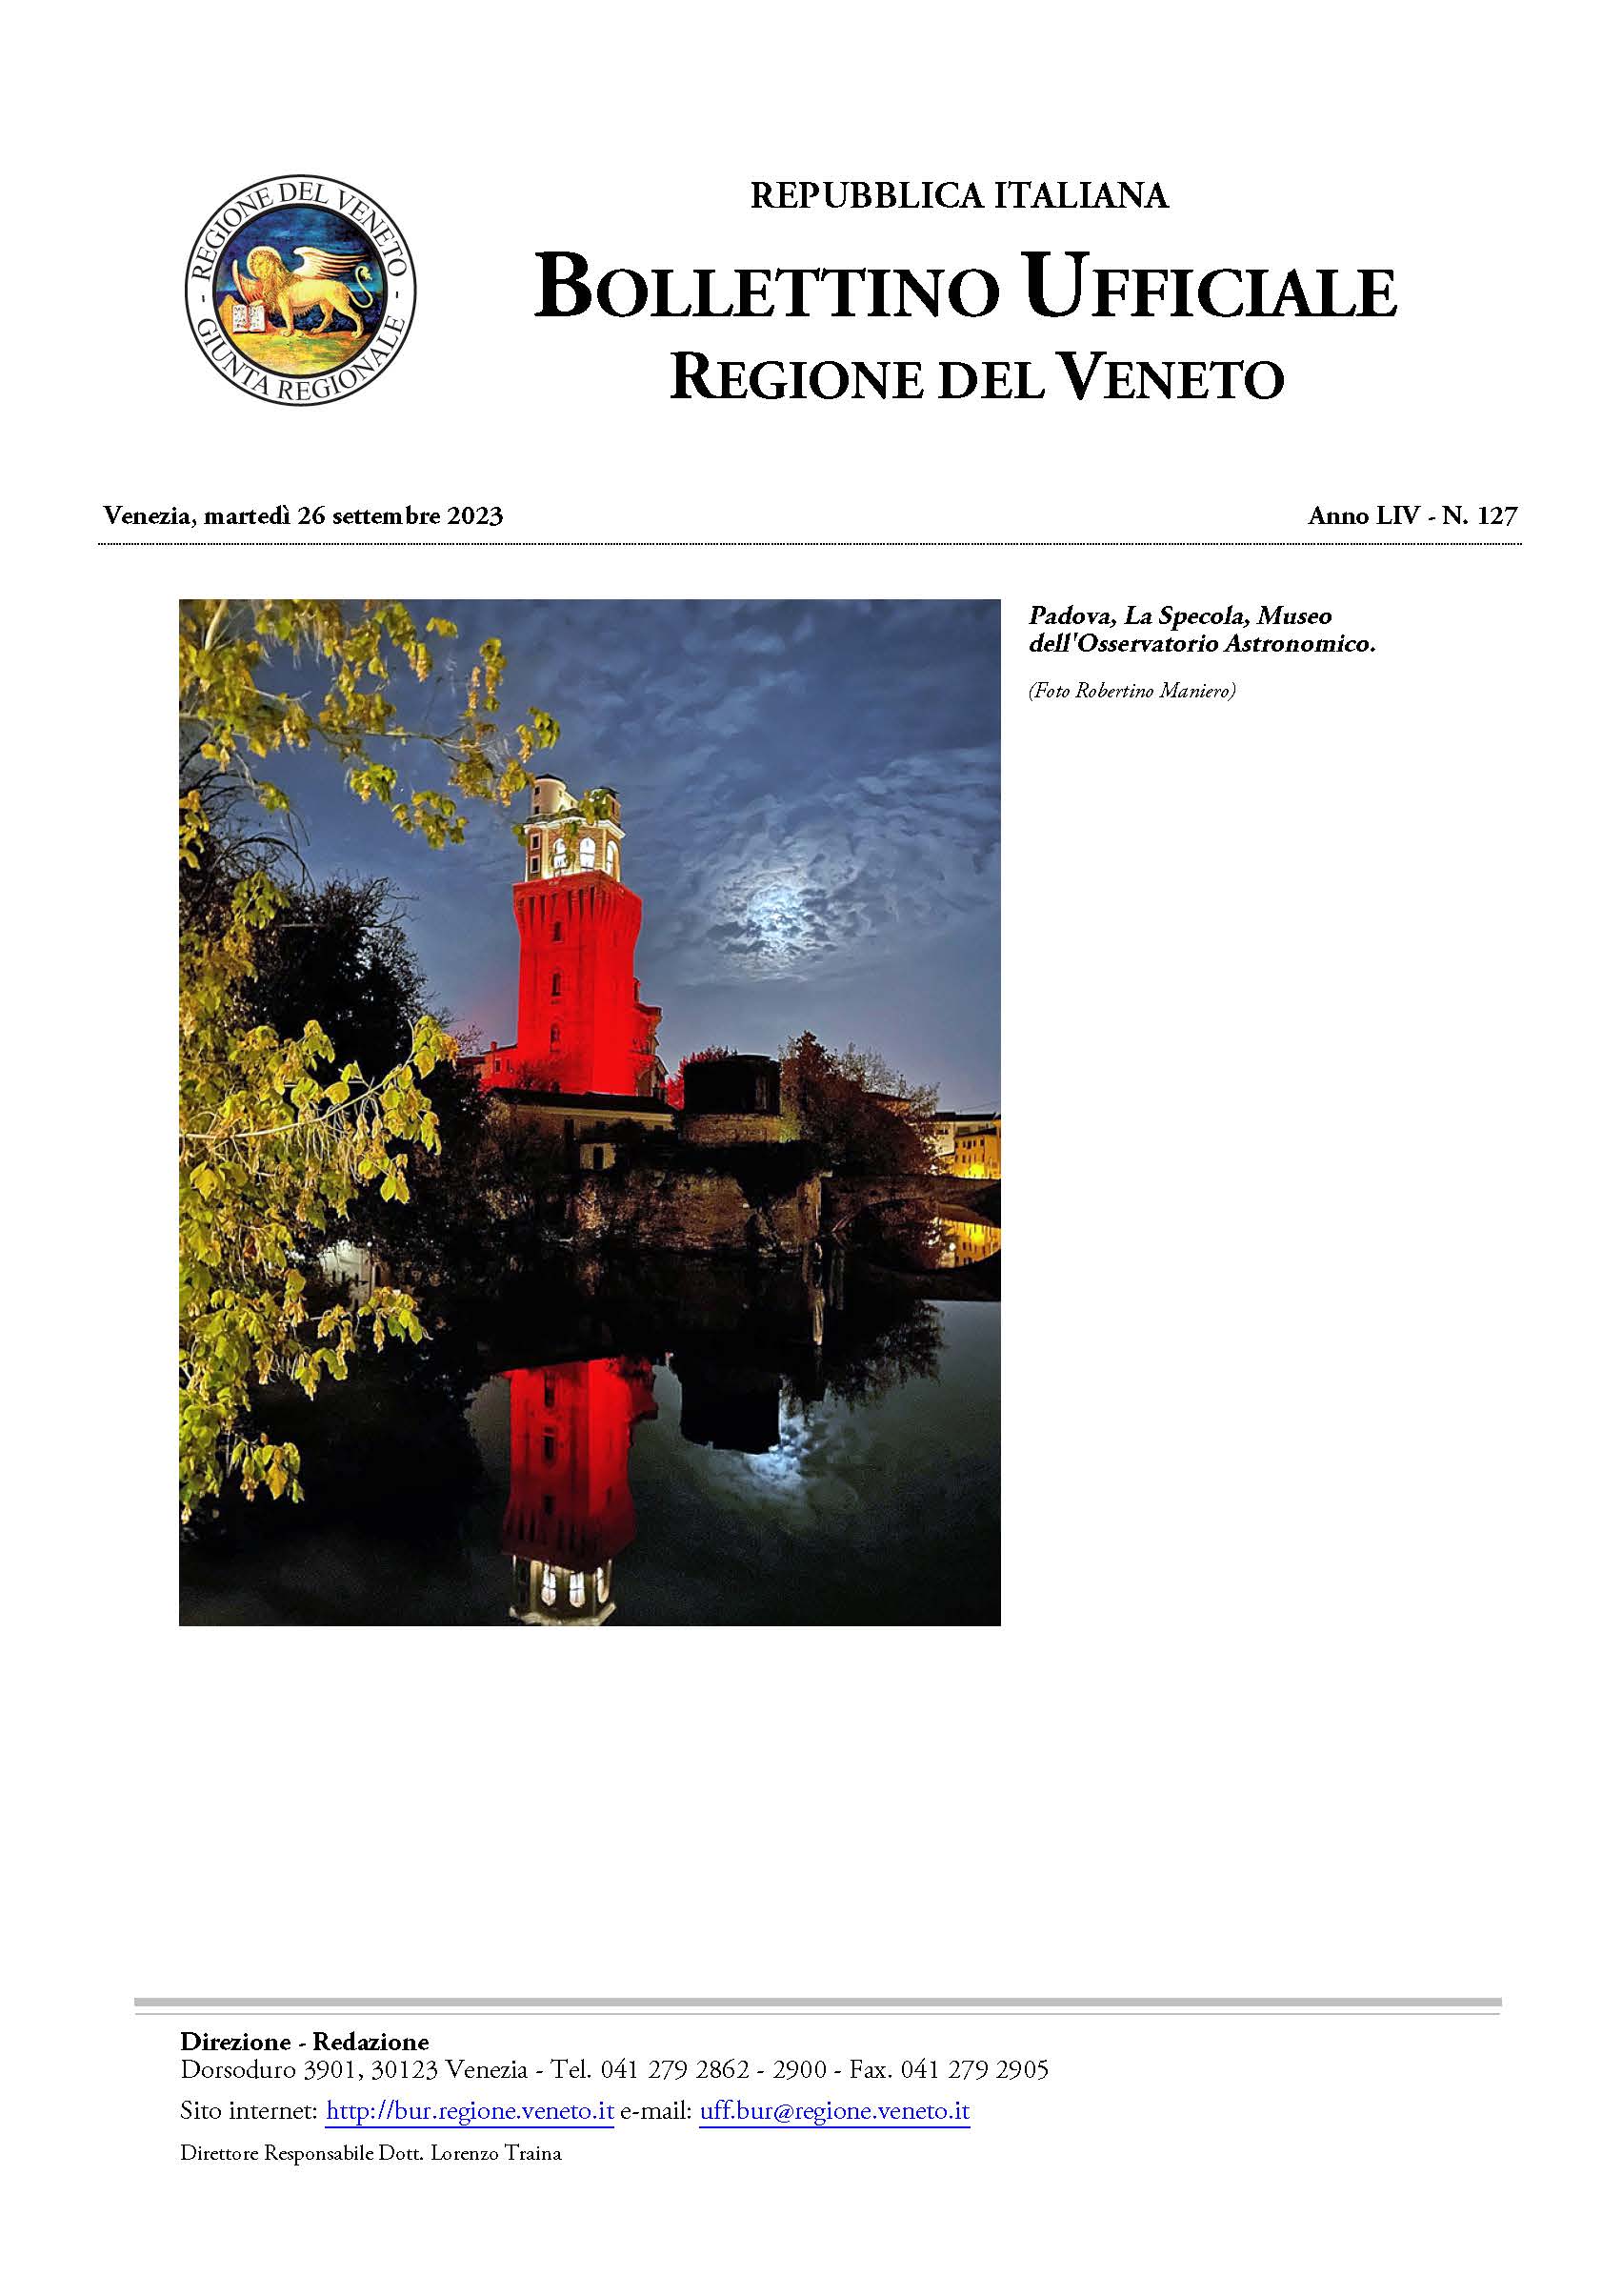 REGIONE DEL VENETO
GIUNTA REGIONALE
REPUBBLICA ITALIANA
BOLLETTINO UFFICIALE
REGIONE DEL VENETO
Venezia, martedì 26 settembre 2023
Anno LIV - N. 127
Padova, La Specola, Museo
dell'Osservatorio Astronomico.
(Foto Robertino Maniero)
Direzione - Redazione
Dorsoduro 3901, 30123 Venezia - Tel. 041 279 2862 - 2900 - Fax. 041 279 2905
Sito internet: http://bur.regione.veneto.it e-mail: uff.bur@regione.veneto.it
Direttore Responsabile Dott. Lorenzo Traina